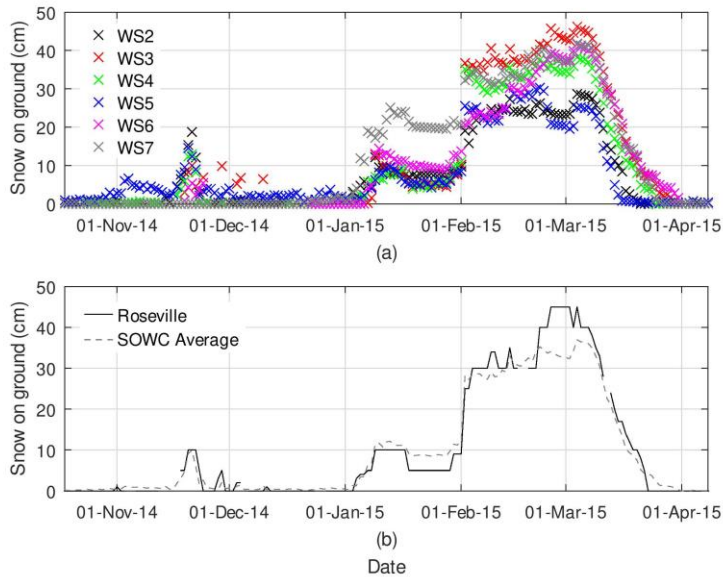 50
40
30
20
10
0
Snow on ground (cm)
WS2
WS3
WS4
WS5
WS6
WS7
01-Nov-14 01-Dec-14 01-Jan-15 01-Feb-15 01-Mar-15 01-Apr-15
(a)
50
40
30
20
10
0
Snow on ground (cm)
Roseville
SOWC Average
01-Nov-14 01-Dec-14 01-Jan-15 01-Feb-15 01-Mar-15 01-Apr-15
(b)
Date